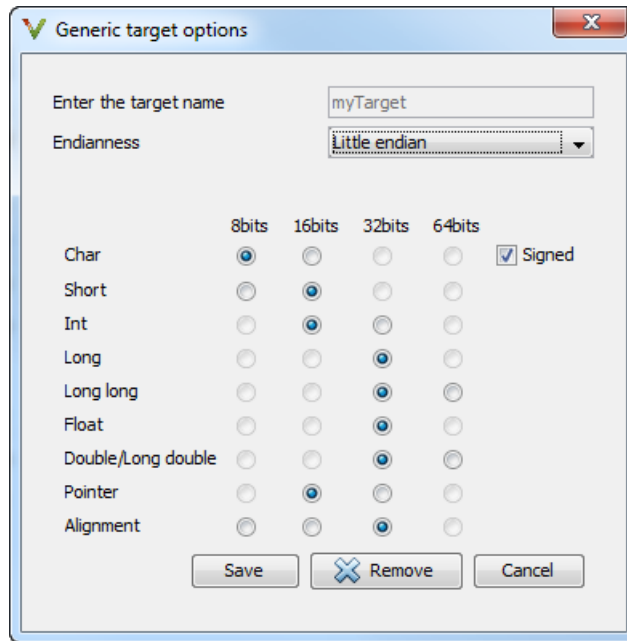 Generic target options
Enter the target name myTarget
Endianness Little endian
8bits 16bits 32bits 64bits
Char Signed
Short
Int
Long
Long long
Float
Double/Long double
Pointer
Alignment
Save Remove Cancel